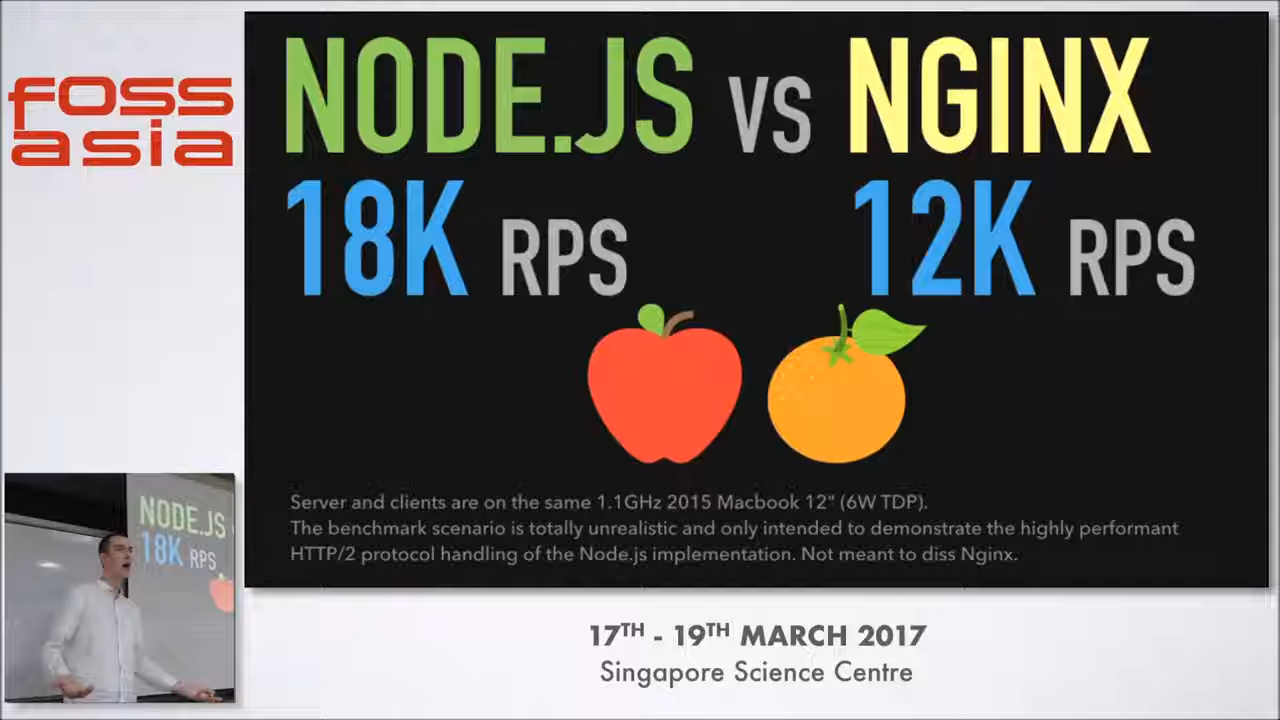 foss
asia
NODE.JS VS NGINX
18K RPS 12K RPS
Server and clients are on the same 1.1GHz 2015 Macbook 12" (6W TDP).
The benchmark scenario is totally unrealistic and only intended to demonstrate the highly performant
HTTP/2 protocol handling of the Node.js implementation. Not meant to diss Nginx.
NODE.JS
18K RPS
17TH - 19TH MARCH 2017
Singapore Science Centre